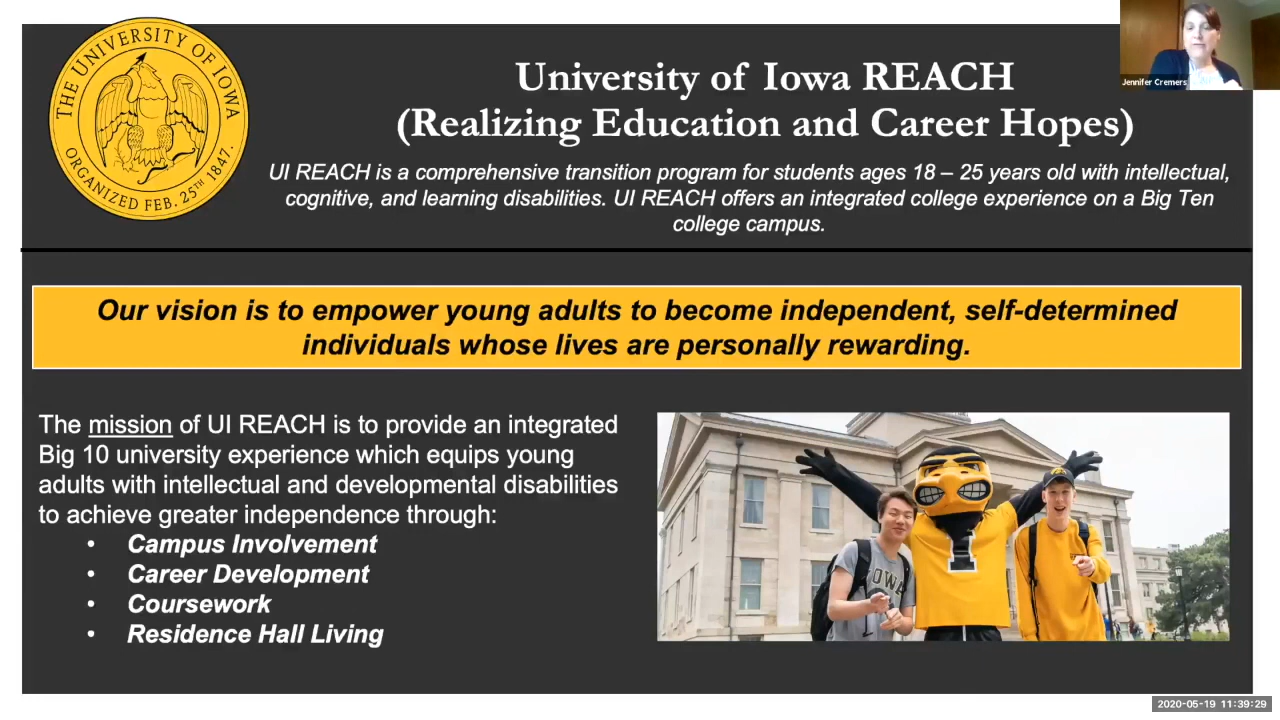 THE UNIVERSITY OF IOWA
ORGANIZED FEB. 25TH 1847.
University of Iowa REACH
(Realizing Education and Career Hopes)
UI REACH is a comprehensive transition program for students ages 18 – 25 years old with intellectual,
cognitive, and learning disabilities. UI REACH offers an integrated college experience on a Big Ten
college campus.
Jennifer Cremers
Our vision is to empower young adults to become independent, self-determined
individuals whose lives are personally rewarding.
The mission of UI REACH is to provide an integrated
Big 10 university experience which equips young
adults with intellectual and developmental disabilities
to achieve greater independence through:
• Campus Involvement
• Career Development
• Coursework
• Residence Hall Living
IOWA
I
2020-05-19 11:39:29